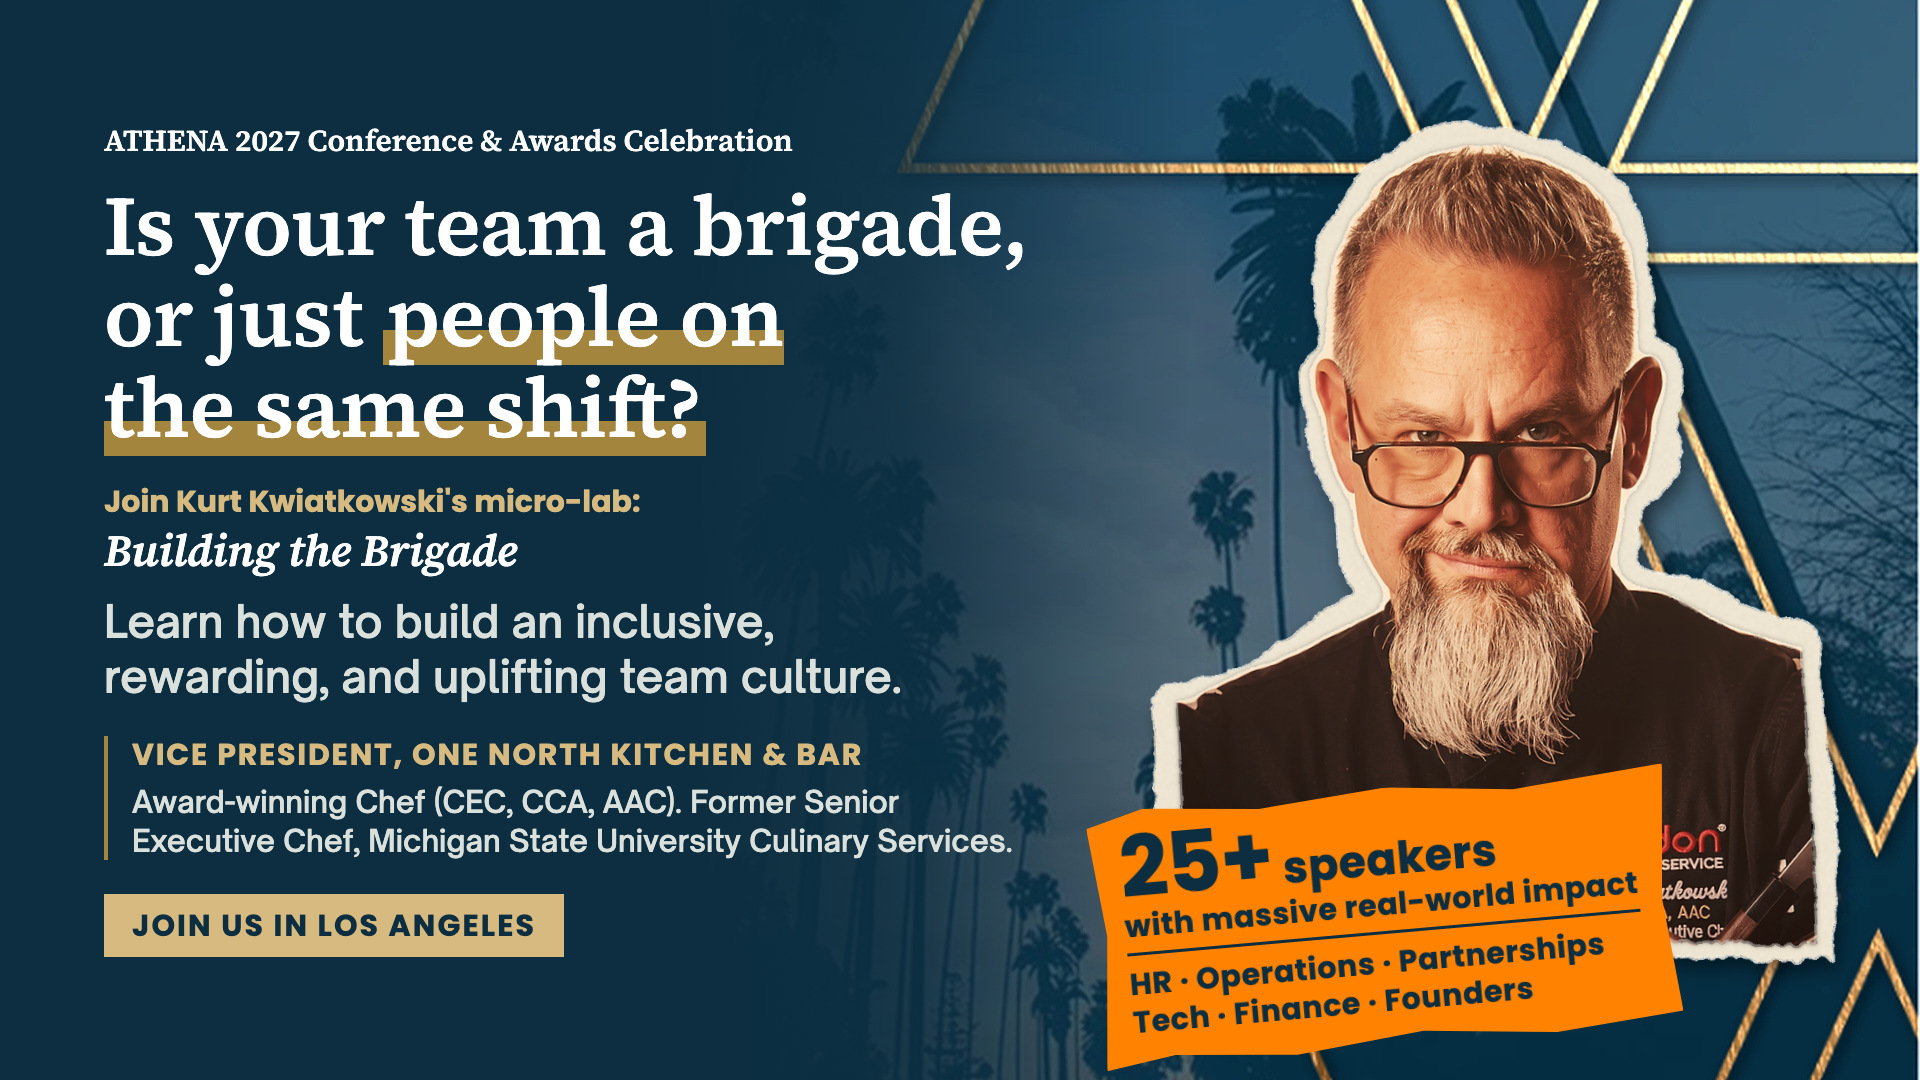 ATHENA 2027 Conference & Awards Celebration
Is your team a brigade,
or just people on
the same shift?
Join Kurt Kwiatkowski's micro-lab:
Building the Brigade
Learn how to build an inclusive,
rewarding, and uplifting team culture.
VICE PRESIDENT, ONE NORTH KITCHEN & BAR
Award-winning Chef (CEC, CCA, AAC). Former Senior
Executive Chef, Michigan State University Culinary Services.
JOIN US IN LOS ANGELES
25+ speakers
with massive real-world impact
HR · Operations · Partnerships
Tech · Finance · Founders
SERVICE
AAC